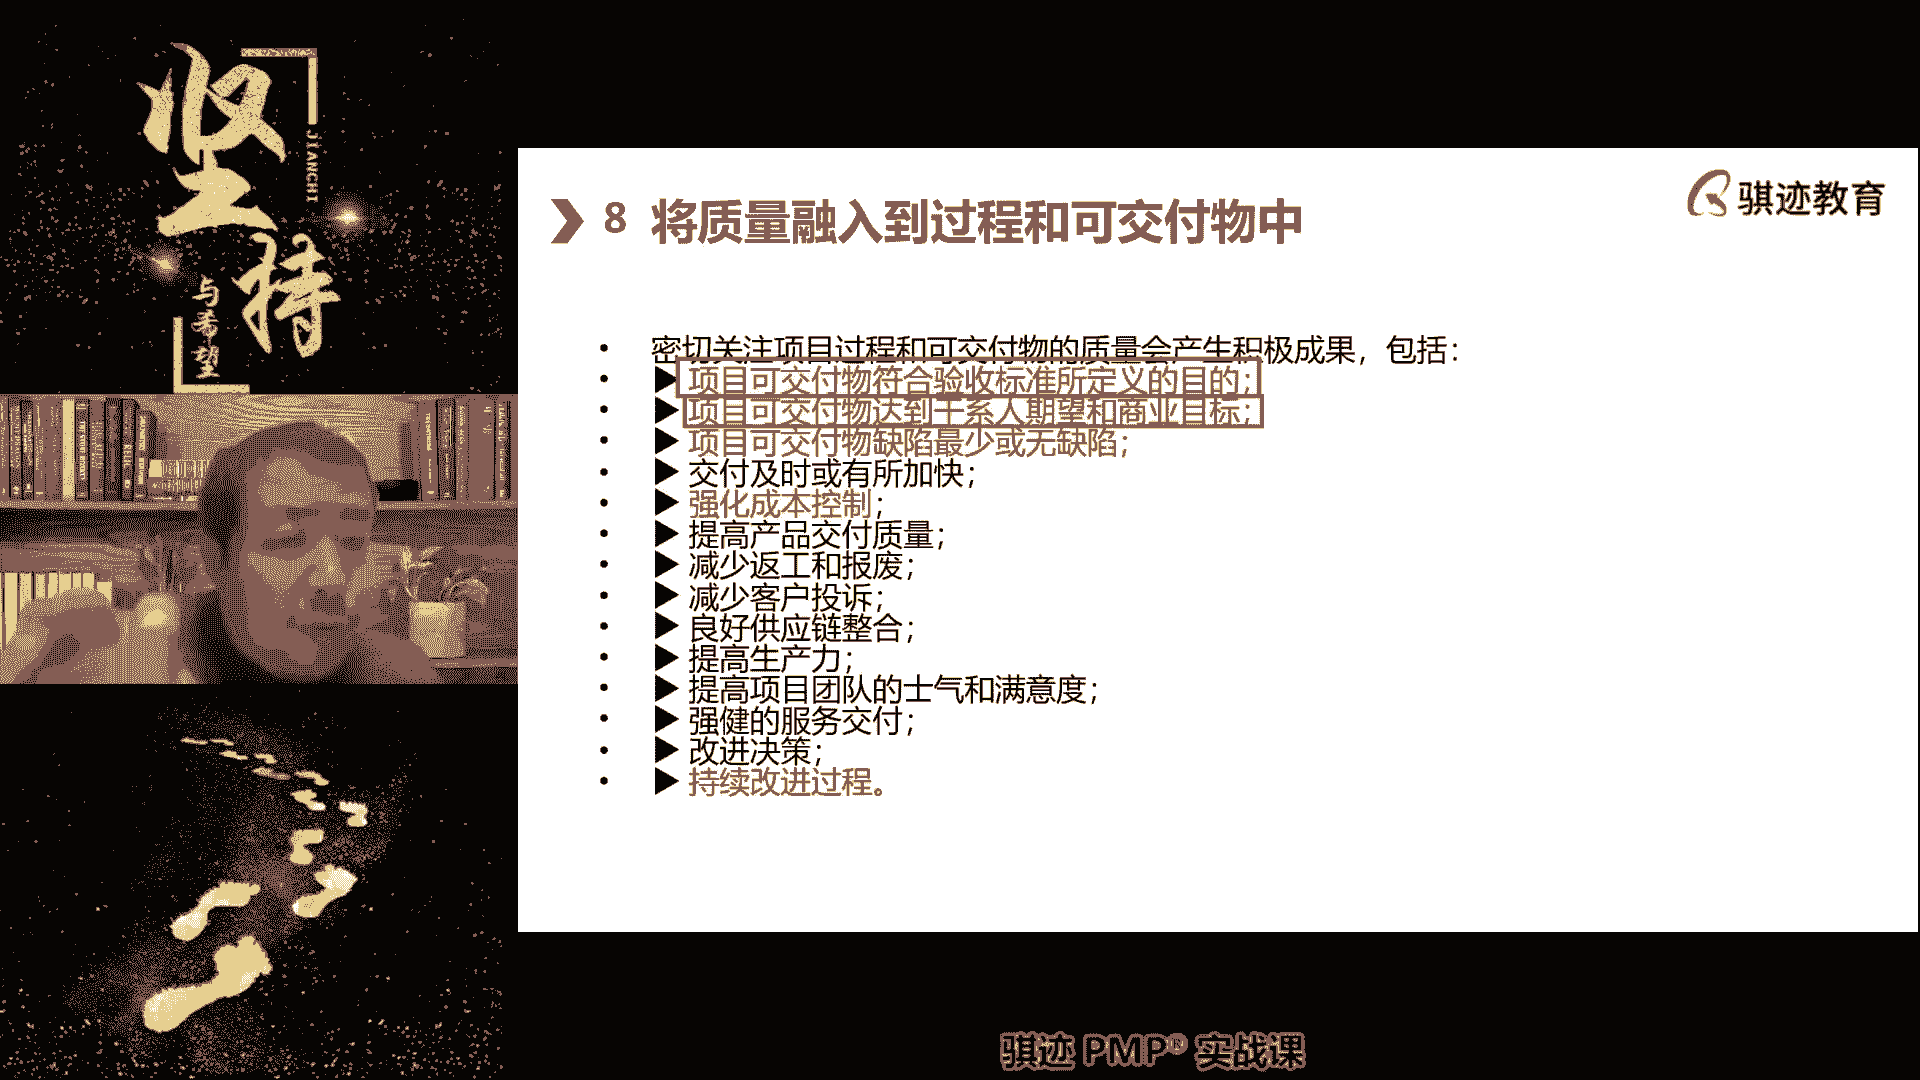 坚持
JIANCHI
与希望
骐迹教育
8 将质量融入到过程和可交付物中
• 密切关注项目过程和可交付物的质量会产生积极成果，包括：
• ▶项目可交付物符合验收标准所定义的目的；
• ▶项目可交付物达到干系人期望和商业目标；
• ▶项目可交付物缺陷最少或无缺陷；
• ▶交付及时或有所加快；
• ▶强化成本控制；
• ▶提高产品交付质量；
• ▶减少返工和报废；
• ▶减少客户投诉；
• ▶良好供应链整合；
• ▶提高生产力；
• ▶提高项目团队的士气和满意度；
• ▶强健的服务交付；
• ▶改进决策；
• ▶持续改进过程。
骐迹 PMP® 实战课